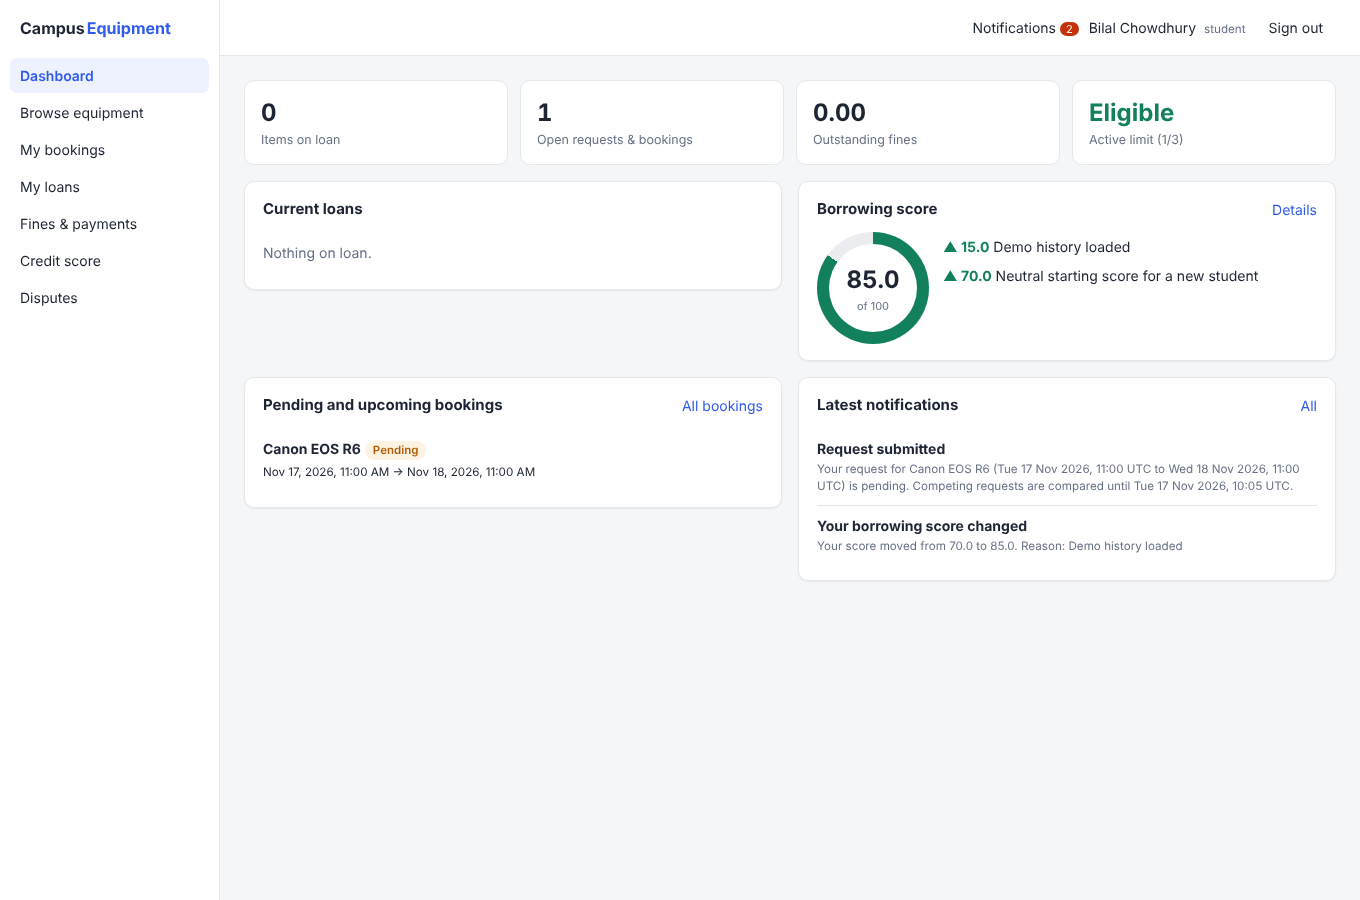 CampusEquipment
Notifications 2 Bilal Chowdhury student Sign out
Dashboard
Browse equipment
My bookings
My loans
Fines & payments
Credit score
Disputes
0
Items on loan
1
Open requests & bookings
0.00
Outstanding fines
Eligible
Active limit (1/3)
Current loans
Nothing on loan.
Borrowing score
Details
85.0
of 100
▲ 15.0 Demo history loaded
▲ 70.0 Neutral starting score for a new student
Pending and upcoming bookings
All bookings
Canon EOS R6 Pending
Nov 17, 2026, 11:00 AM → Nov 18, 2026, 11:00 AM
Latest notifications
All
Request submitted
Your request for Canon EOS R6 (Tue 17 Nov 2026, 11:00 UTC to Wed 18 Nov 2026, 11:00
UTC) is pending. Competing requests are compared until Tue 17 Nov 2026, 10:05 UTC.
Your borrowing score changed
Your score moved from 70.0 to 85.0. Reason: Demo history loaded